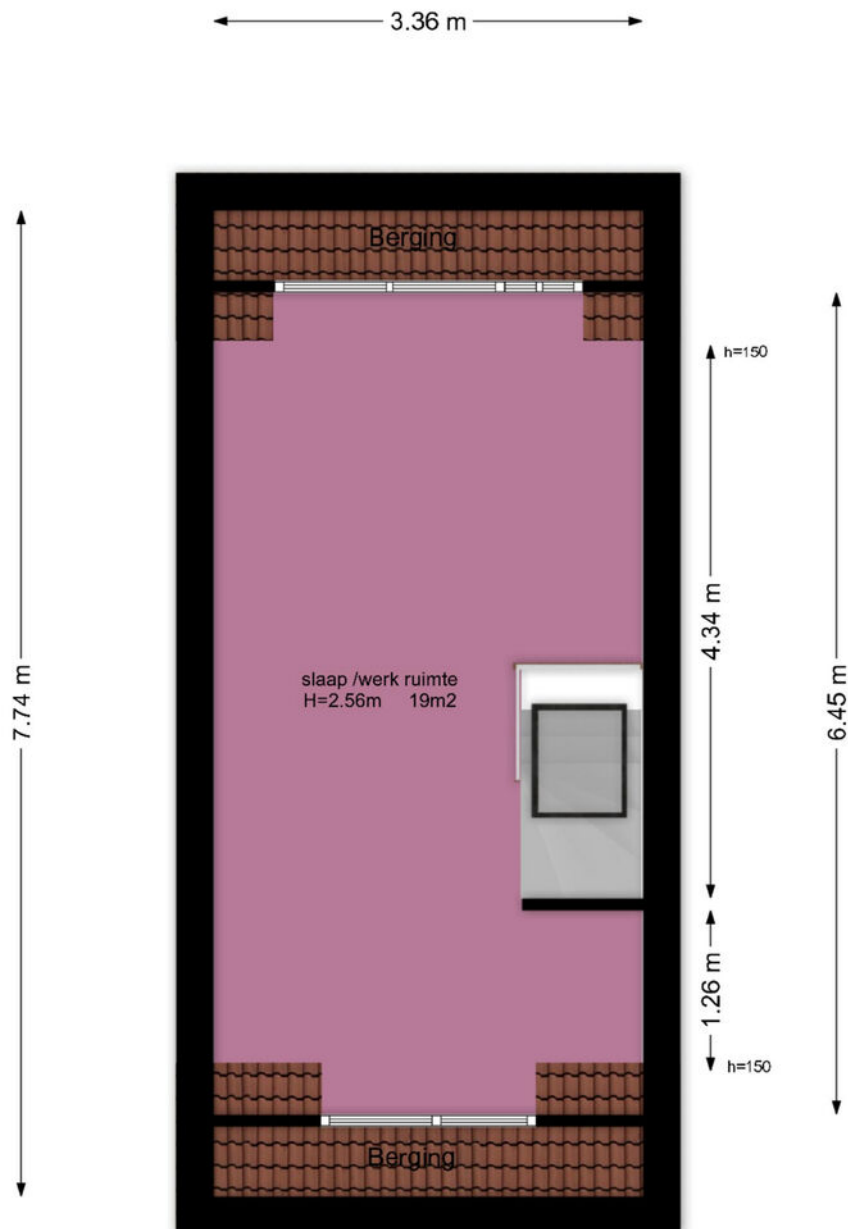 3.36 m
Berging
h=150
7.74 m
4.34 m
6.45 m
slaap /werk ruimte
H=2.56m 19m2
1.26 m
h=150
Berging